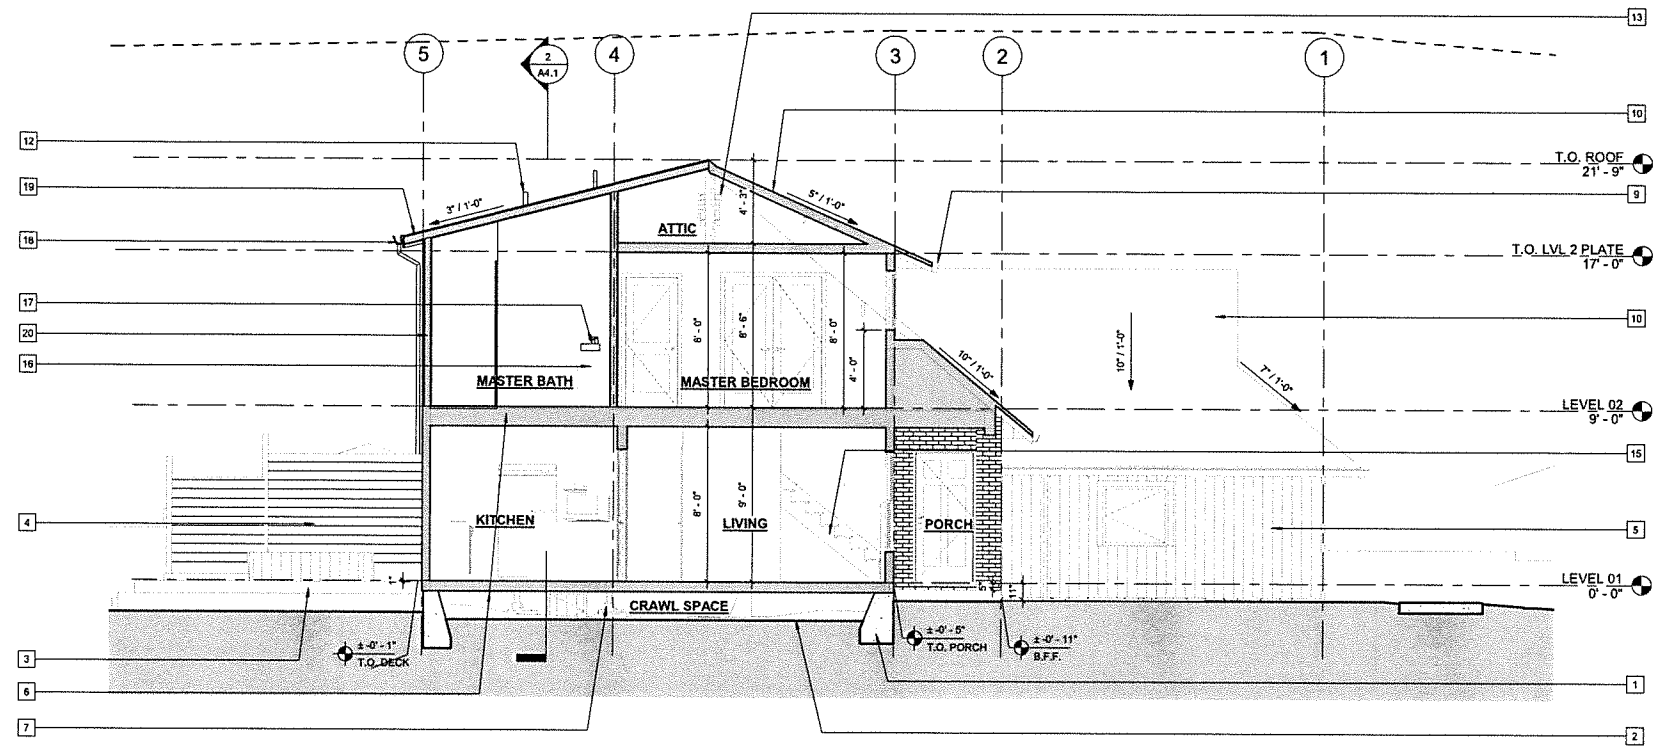 13
5
2
A4.1
4
3
2
1
12
10
T.O. ROOF
21' - 9"
19
9
3" / 1'-0"
4' - 3"
5" / 1'-0"
ATTIC
18
T.O. LVL 2 PLATE
17' - 0"
17
20
16
6' - 0"
8' - 6"
8' - 0"
4' - 0"
10" / 1'-0"
10" / 1'-0"
7" / 1'-0"
10
MASTER BATH
MASTER BEDROOM
LEVEL 02
9' - 0"
15
4
KITCHEN
8' - 0"
9' - 0"
LIVING
PORCH
5
LEVEL 01
0' - 0"
1"
5"
11"
CRAWL SPACE
± -0' - 1"
T.O. DECK
± -0' - 5"
T.O. PORCH
± -0' - 11"
B.F.F.
3
6
1
7
2